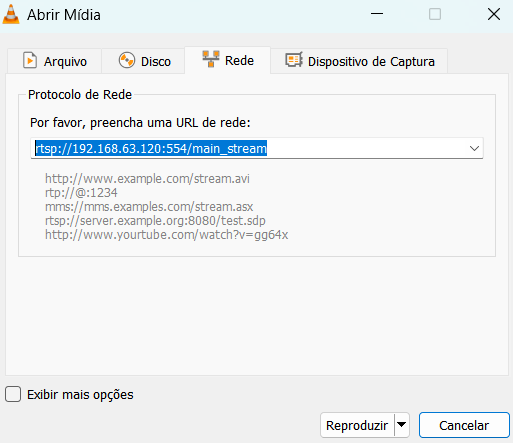 Abrir Mídia
Arquivo
Disco
Rede
Dispositivo de Captura
Protocolo de Rede
Por favor, preencha uma URL de rede:
rtsp://192.168.63.120:554/main_stream
http://www.example.com/stream.avi
rtp://@:1234
mms://mms.examples.com/stream.asx
rtsp://server.example.org:8080/test.sdp
http://www.yourtube.com/watch?v=gg64x
Exibir mais opções
Reproduzir
Cancelar